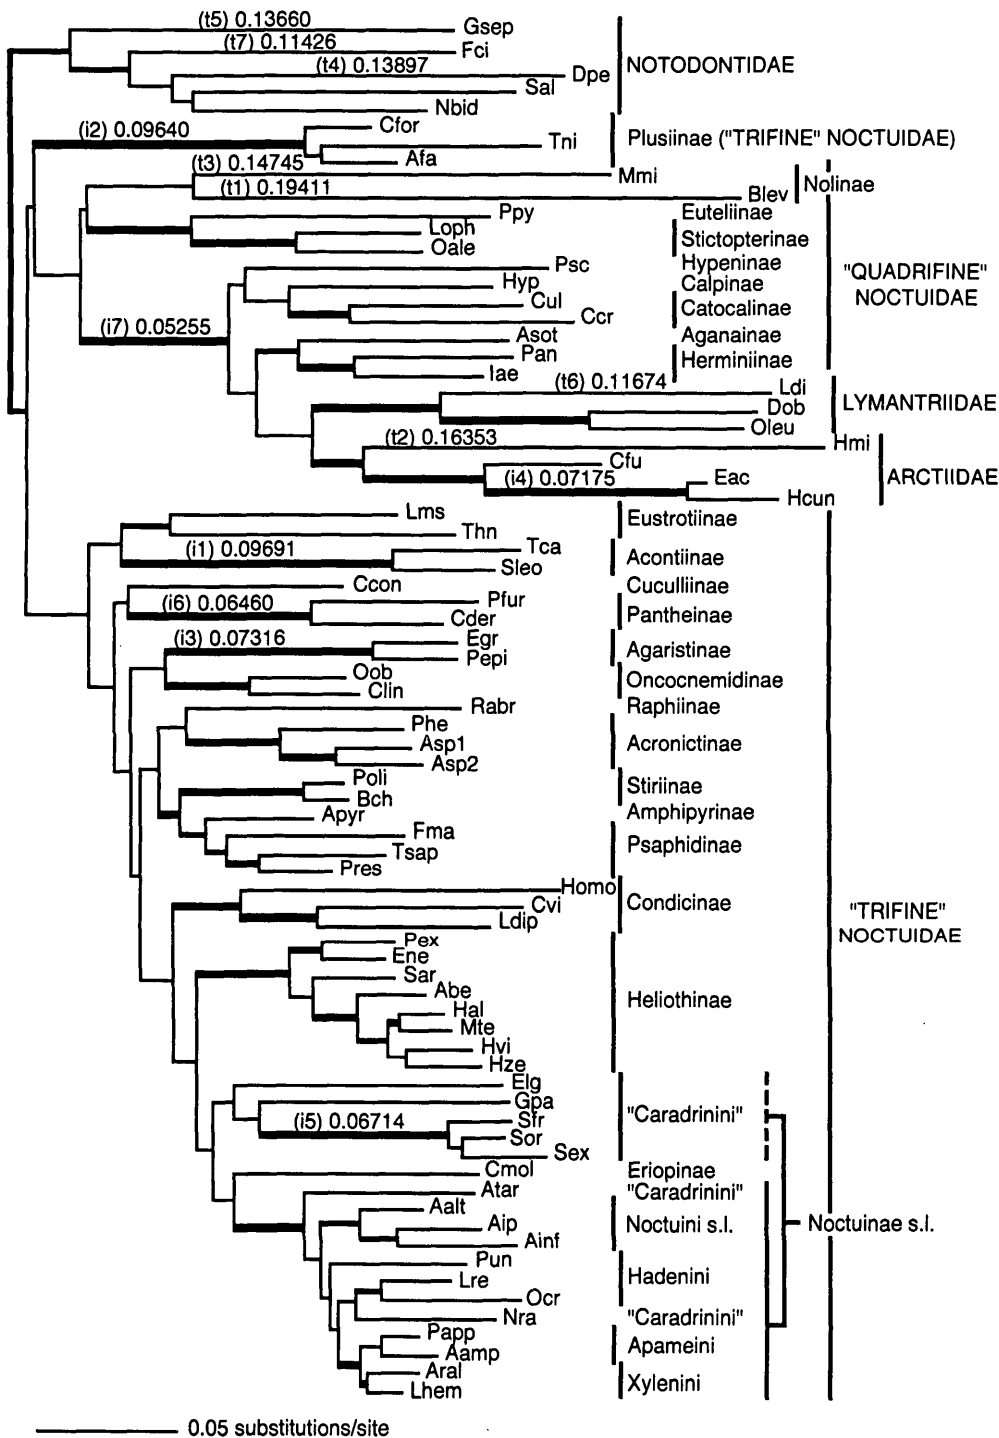 (t5) 0.13660
Gsep
(t7) 0.11426
Fci
(t4) 0.13897
Dpe
NOTODONTIDAE
Sal
Nbid
Cfor
(i2) 0.09640
Tni
Plusiinae ("TRIFINE" NOCTUIDAE)
Afa
(t3) 0.14745
Mmi
(t1) 0.19411
Blev
Nolinae
Ppy
Euteliinae
Loph
Stictopterinae
Oale
Psc
Hypeninae
"QUADRIFINE"
NOCTUIDAE
Hyp
Calpinae
Cul
Catocalinae
Ccr
(i7) 0.05255
Asot
Aganainae
Pan
Herminiinae
Iae
(t6) 0.11674
Ldi
Dob
LYMANTRIIDAE
Oleu
(t2) 0.16353
Hmi
Cfu
(i4) 0.07175
Eac
ARCTIIDAE
Hcun
Lms
Eustrotiinae
Thn
(i1) 0.09691
Tca
Acontiinae
Sleo
Ccon
Cuculliinae
(i6) 0.06460
Pfur
Pantheinae
Cder
(i3) 0.07316
Egr
Agaristinae
Pepi
Oob
Oncocnemidinae
Clin
Rabr
Raphiinae
Phe
Asp1
Acronictinae
Asp2
Poli
Stiriinae
Bch
Apyr
Amphipyrinae
Fma
Psaphidinae
Tsap
Pres
Homo
Condicinae
Cvi
Ldip
"TRIFINE"
NOCTUIDAE
Pex
Ene
Sar
Abe
Heliothinae
Hal
Mte
Hvi
Hze
Elg
Gpa
"Caradrinini"
(i5) 0.06714
Sfr
Sor
Sex
Cmol
Eriopinae
Atar
"Caradrinini"
Aalt
Aip
Noctuini s.l.
Noctuinae s.l.
Ainf
Pun
Hadenini
Lre
Ocr
Nra
"Caradrinini"
Papp
Apameini
Aamp
Aral
Xylenini
Lhem
0.05 substitutions/site